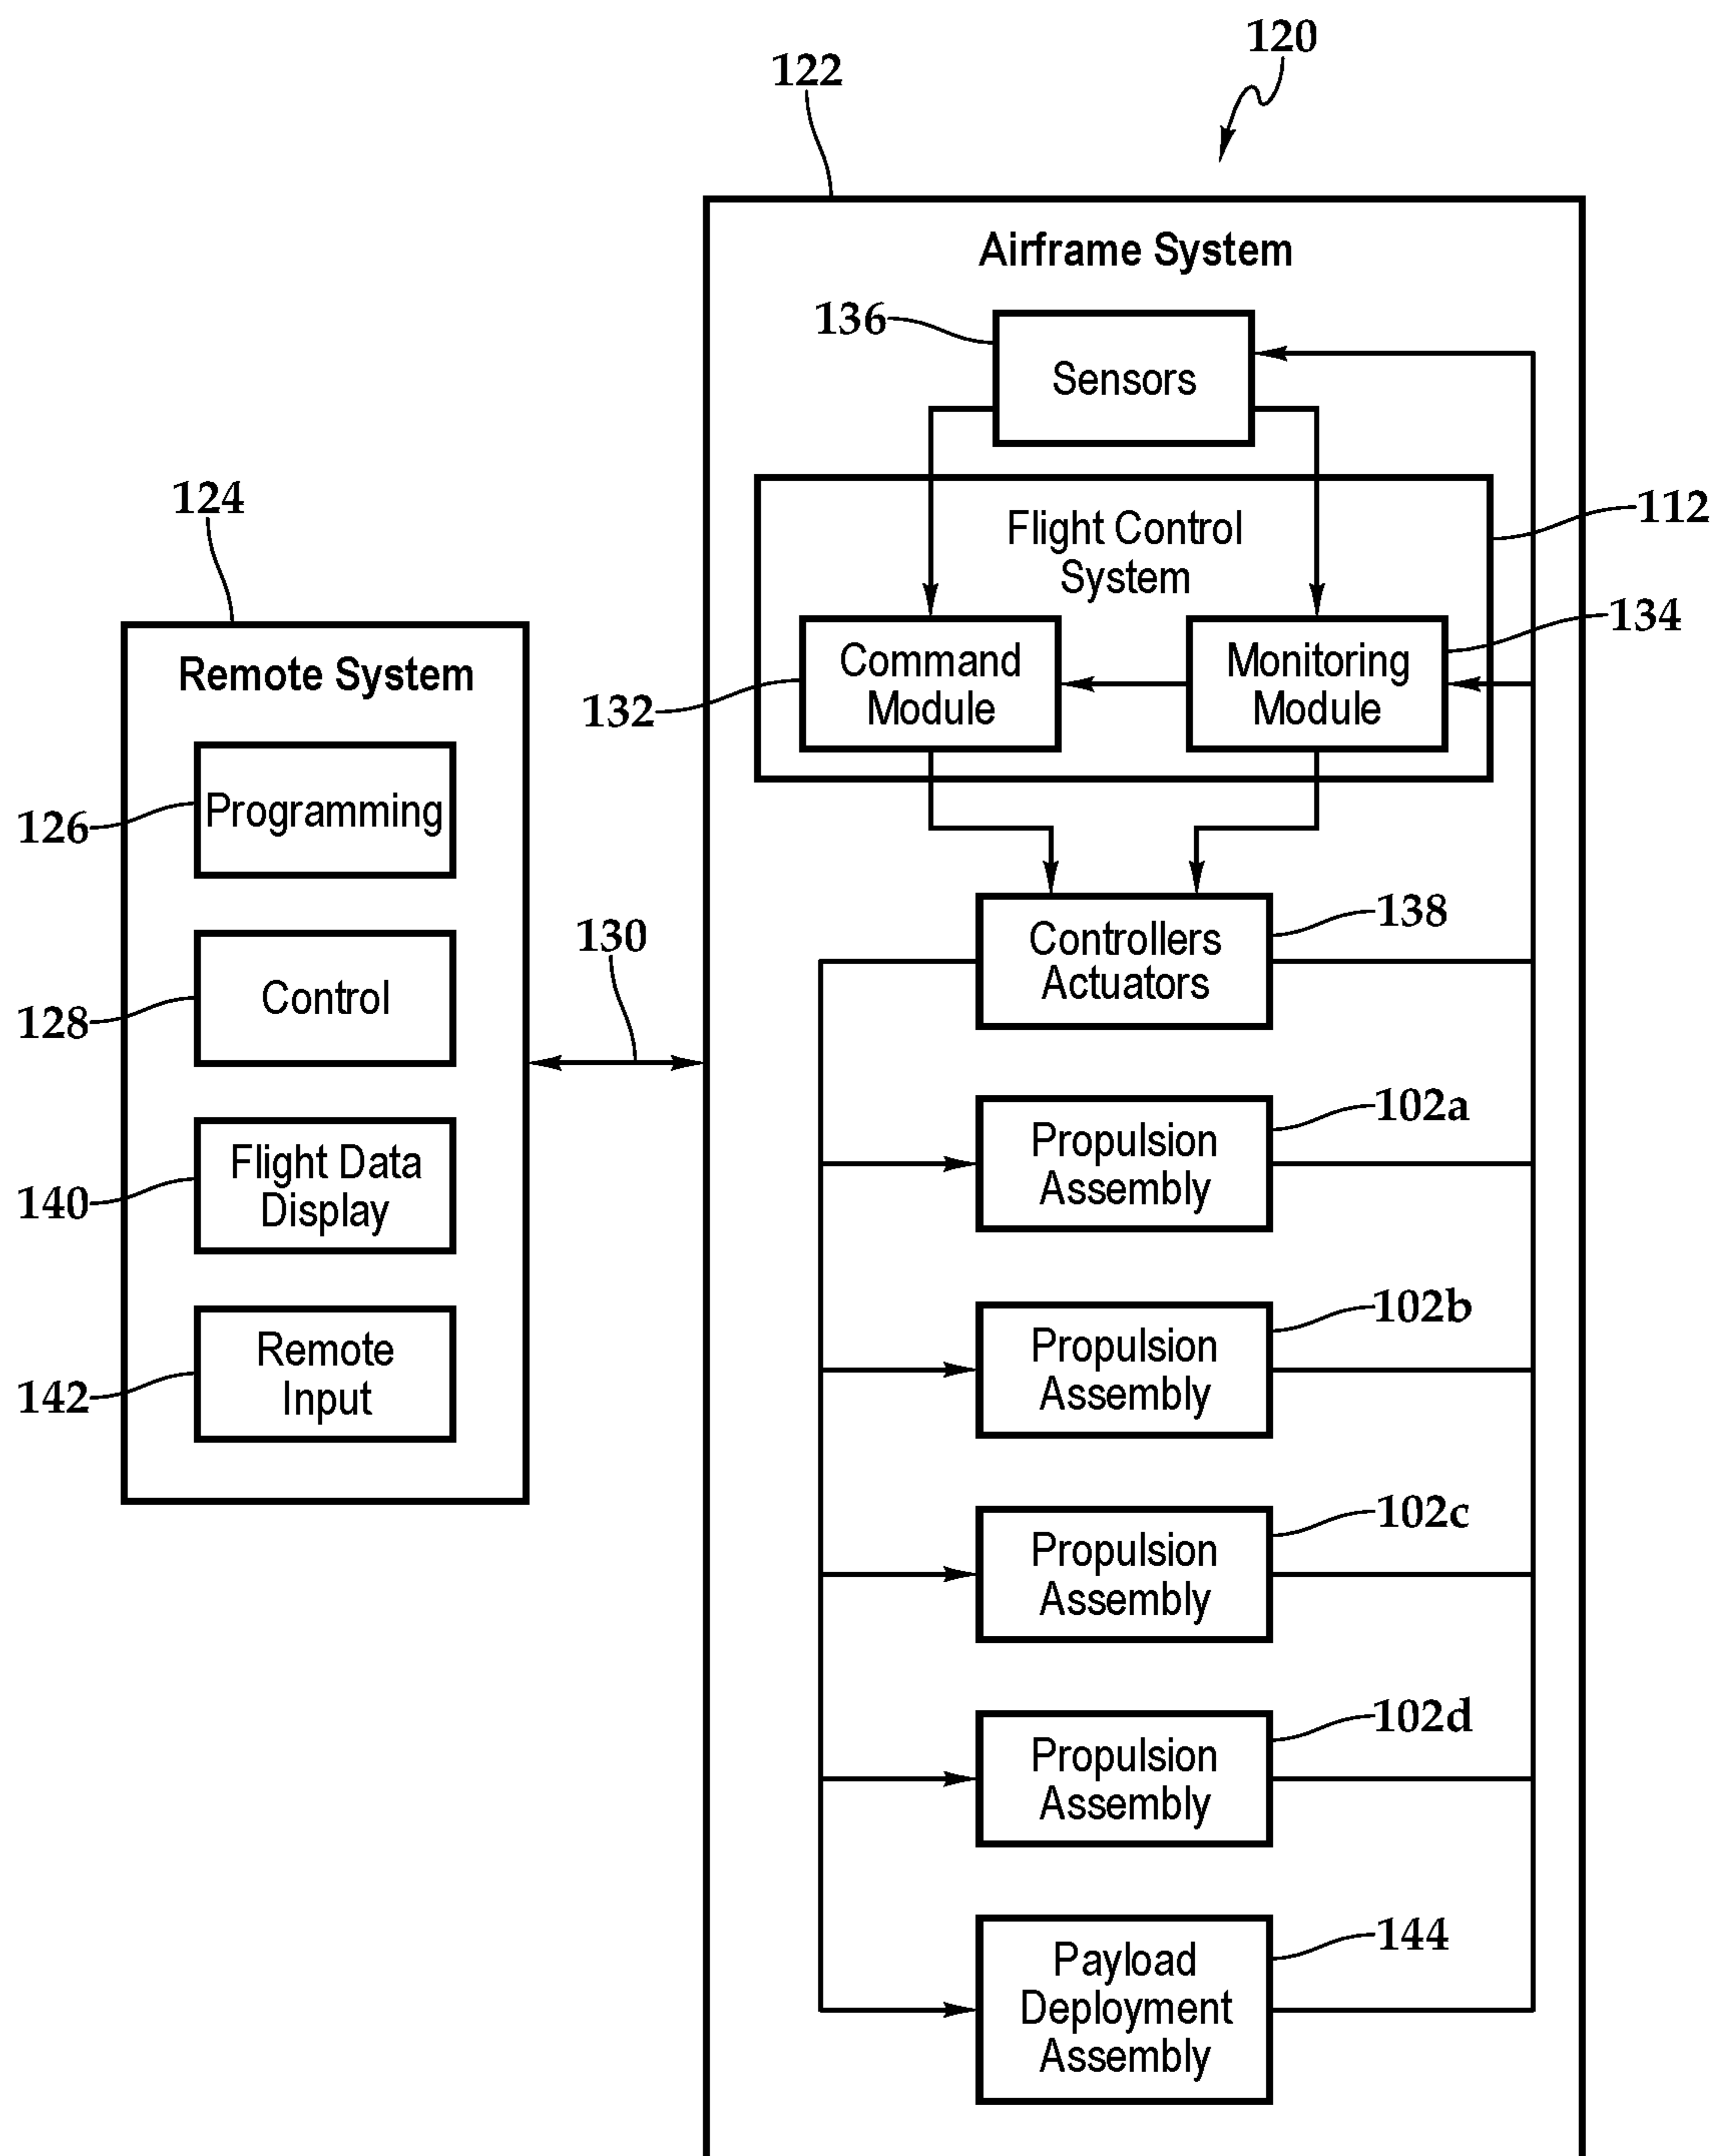 120
122
Airframe System
136
Sensors
124
112
Flight Control
System
134
Remote System
Command
Module
Monitoring
Module
132
126
Programming
138
Controllers
Actuators
130
128
Control
102a
Propulsion
Assembly
140
Flight Data
Display
102b
Propulsion
Assembly
142
Remote
Input
102c
Propulsion
Assembly
102d
Propulsion
Assembly
144
Payload
Deployment
Assembly